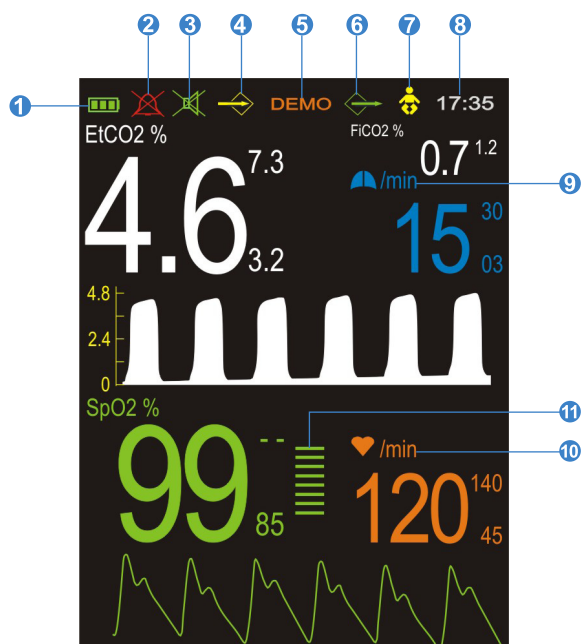 2 3 4 5 6 7 8
1 DEMO 17:35
EtCO2 % FiCO2 %
4.6 7.3 0.7 1.2
/min 9
3.2 15 30
03
4.8
2.4
0
SpO2 %
99 -- 11
85
/min 10
120 140
45